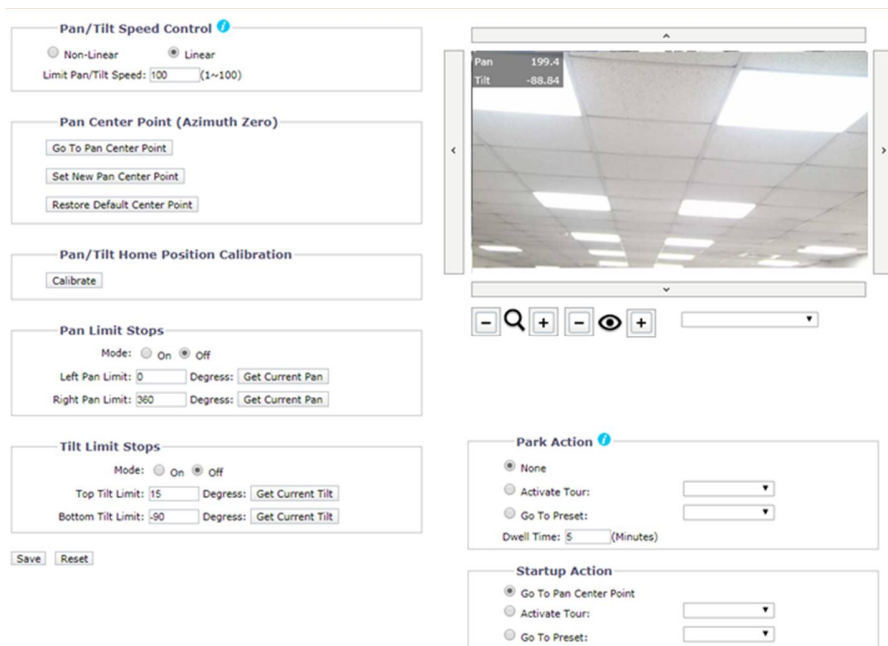 Pan/Tilt Speed Control i
Non-Linear Linear
Limit Pan/Tilt Speed: 100 (1~100)
Pan Center Point (Azimuth Zero)
Go To Pan Center Point
Set New Pan Center Point
Restore Default Center Point
Pan/Tilt Home Position Calibration
Calibrate
Pan Limit Stops
Mode: On Off
Left Pan Limit: 0 Degress: Get Current Pan
Right Pan Limit: 360 Degress: Get Current Pan
Tilt Limit Stops
Mode: On Off
Top Tilt Limit: 15 Degress: Get Current Tilt
Bottom Tilt Limit: -90 Degress: Get Current Tilt
Save Reset
Pan 199.4
Tilt -88.84
Park Action i
None
Activate Tour:
Go To Preset:
Dwell Time: 5 (Minutes)
Startup Action
Go To Pan Center Point
Activate Tour:
Go To Preset: